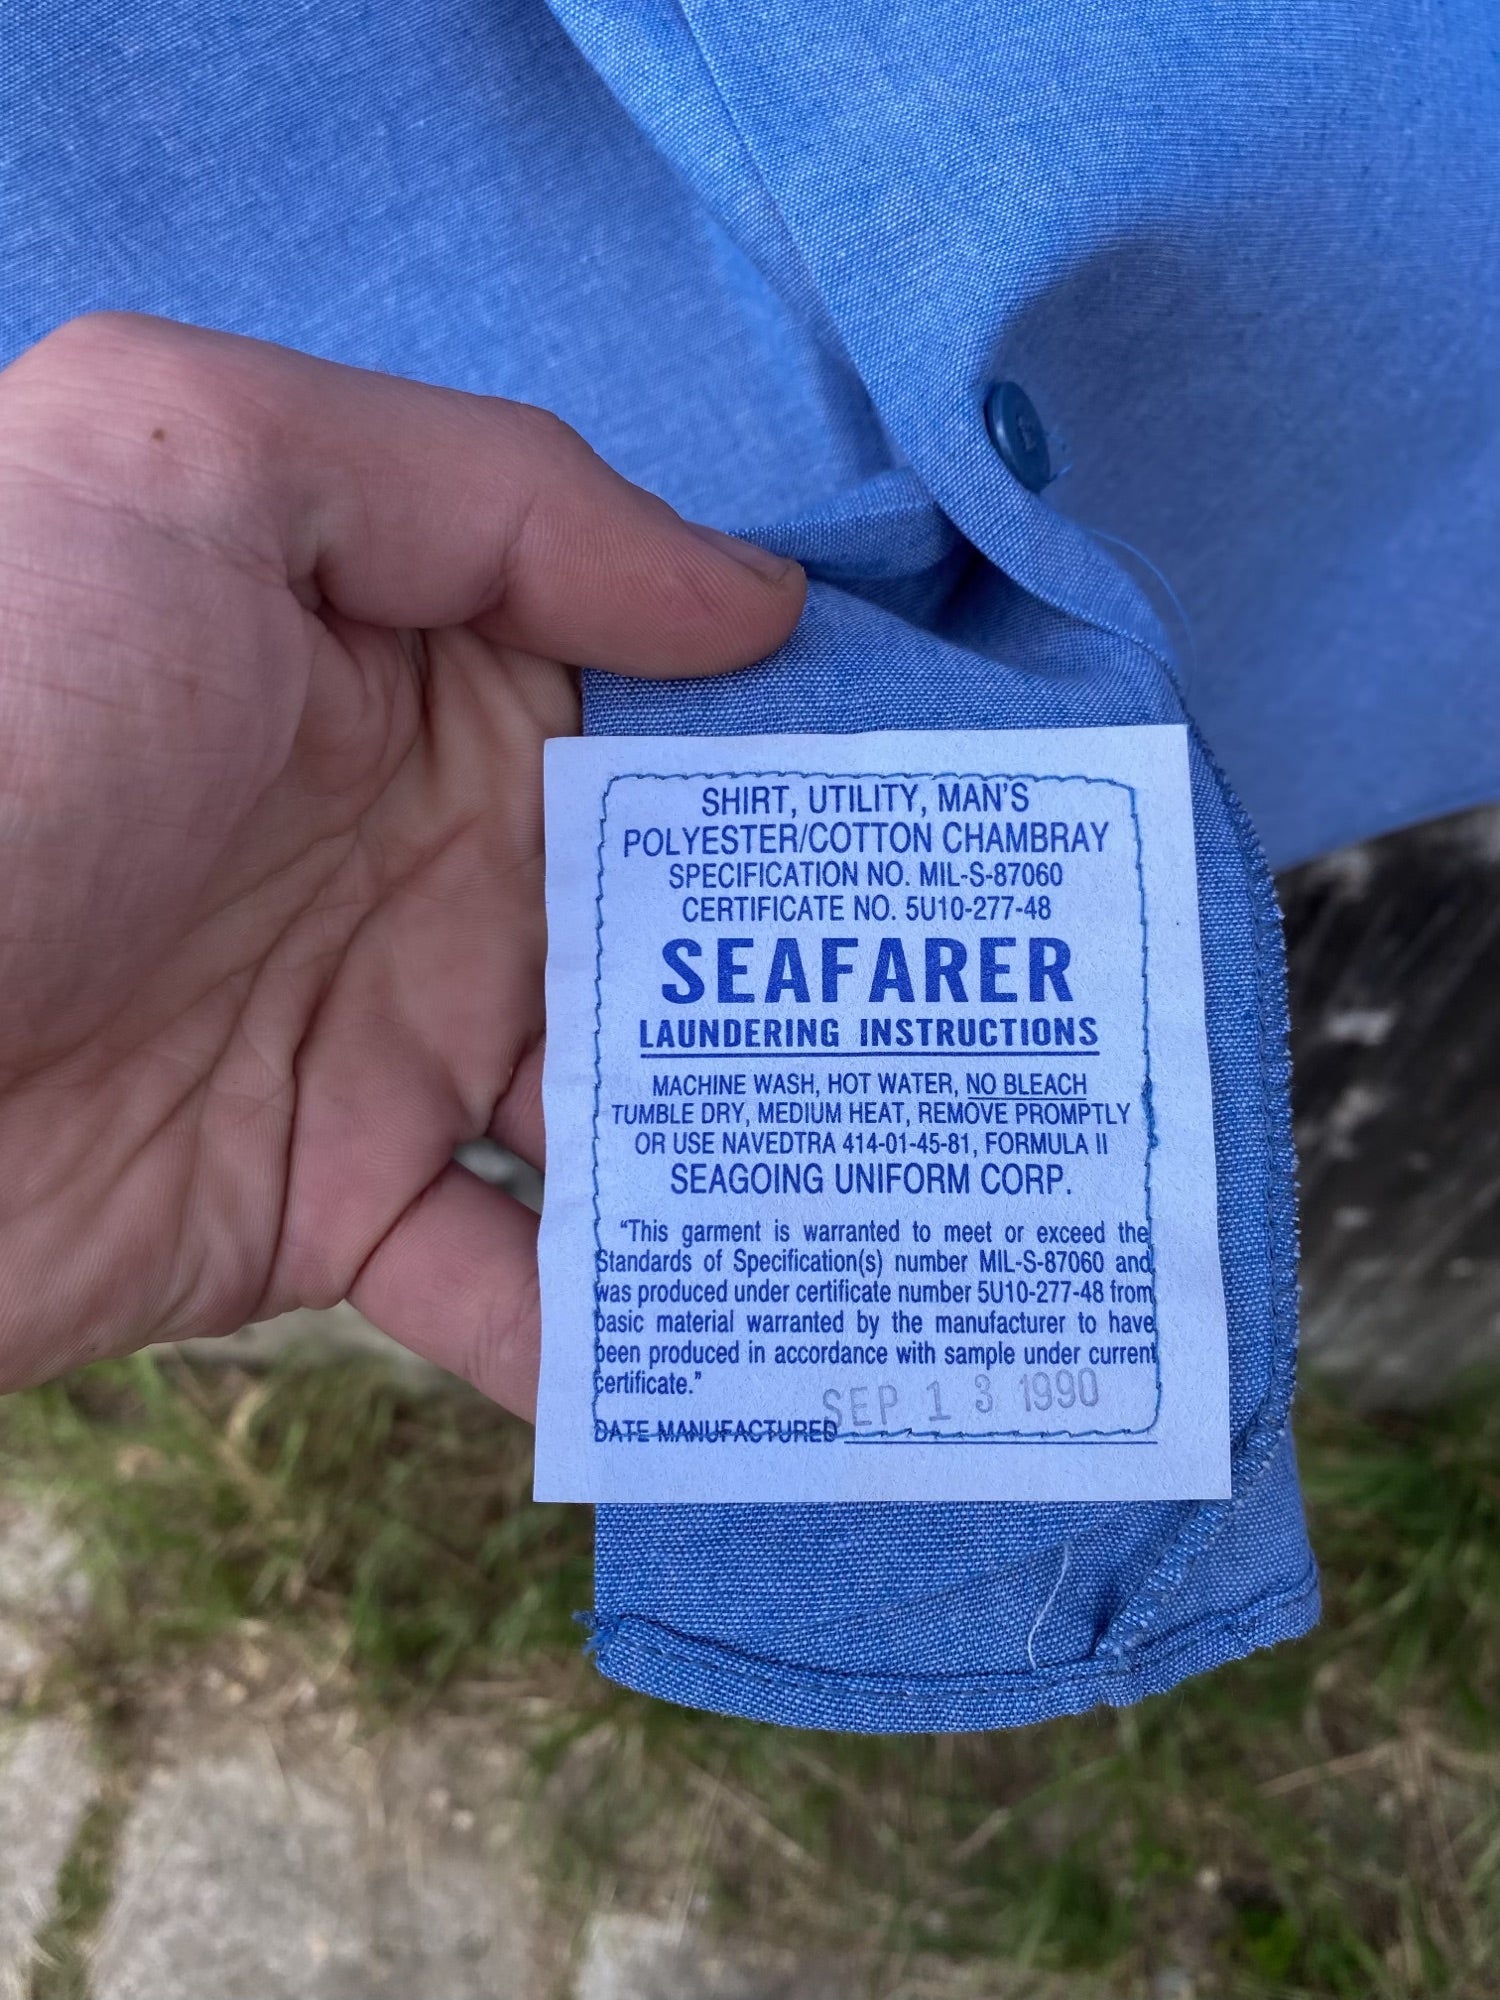 SHIRT, UTILITY, MAN'S
POLYESTER/COTTON CHAMBRAY
SPECIFICATION NO. MIL-S-87060
CERTIFICATE NO. 5U10-277-48
SEAFARER
LAUNDERING INSTRUCTIONS
MACHINE WASH, HOT WATER, NO BLEACH
TUMBLE DRY, MEDIUM HEAT, REMOVE PROMPTLY
OR USE NAVEDTRA 414-01-45-81, FORMULA II
SEAGOING UNIFORM CORP.
“This garment is warranted to meet or exceed the
Standards of Specification(s) number MIL-S-87060 and
was produced under certificate number 5U10-277-48 from
basic material warranted by the manufacturer to have
been produced in accordance with sample under current
certificate.”
DATE MANUFACTURED SEP 13 1990